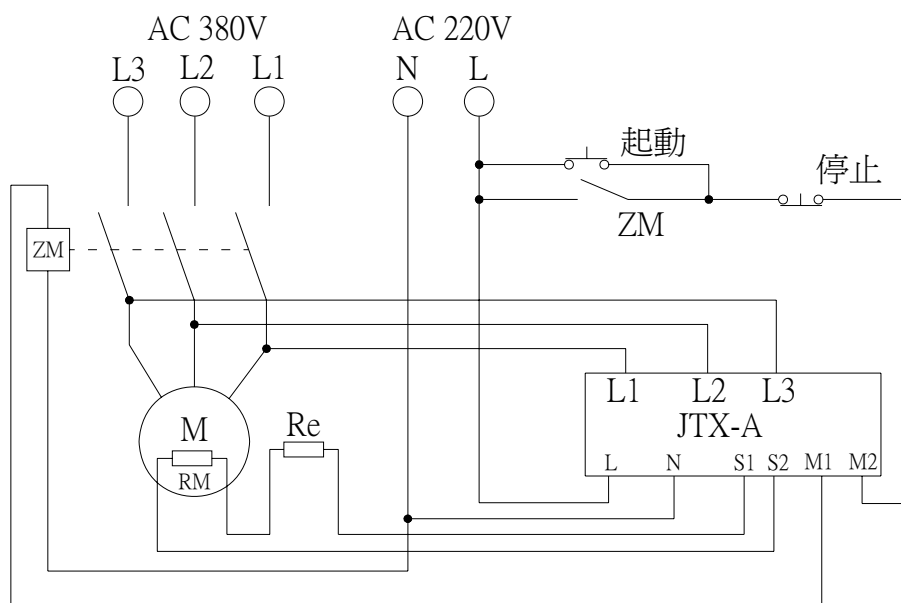 AC 380V AC 220V
L3 L2 L1 N L
起動
停止
ZM
ZM
L1 L2 L3
JTX-A
M
Re
RM
L N S1 S2 M1 M2